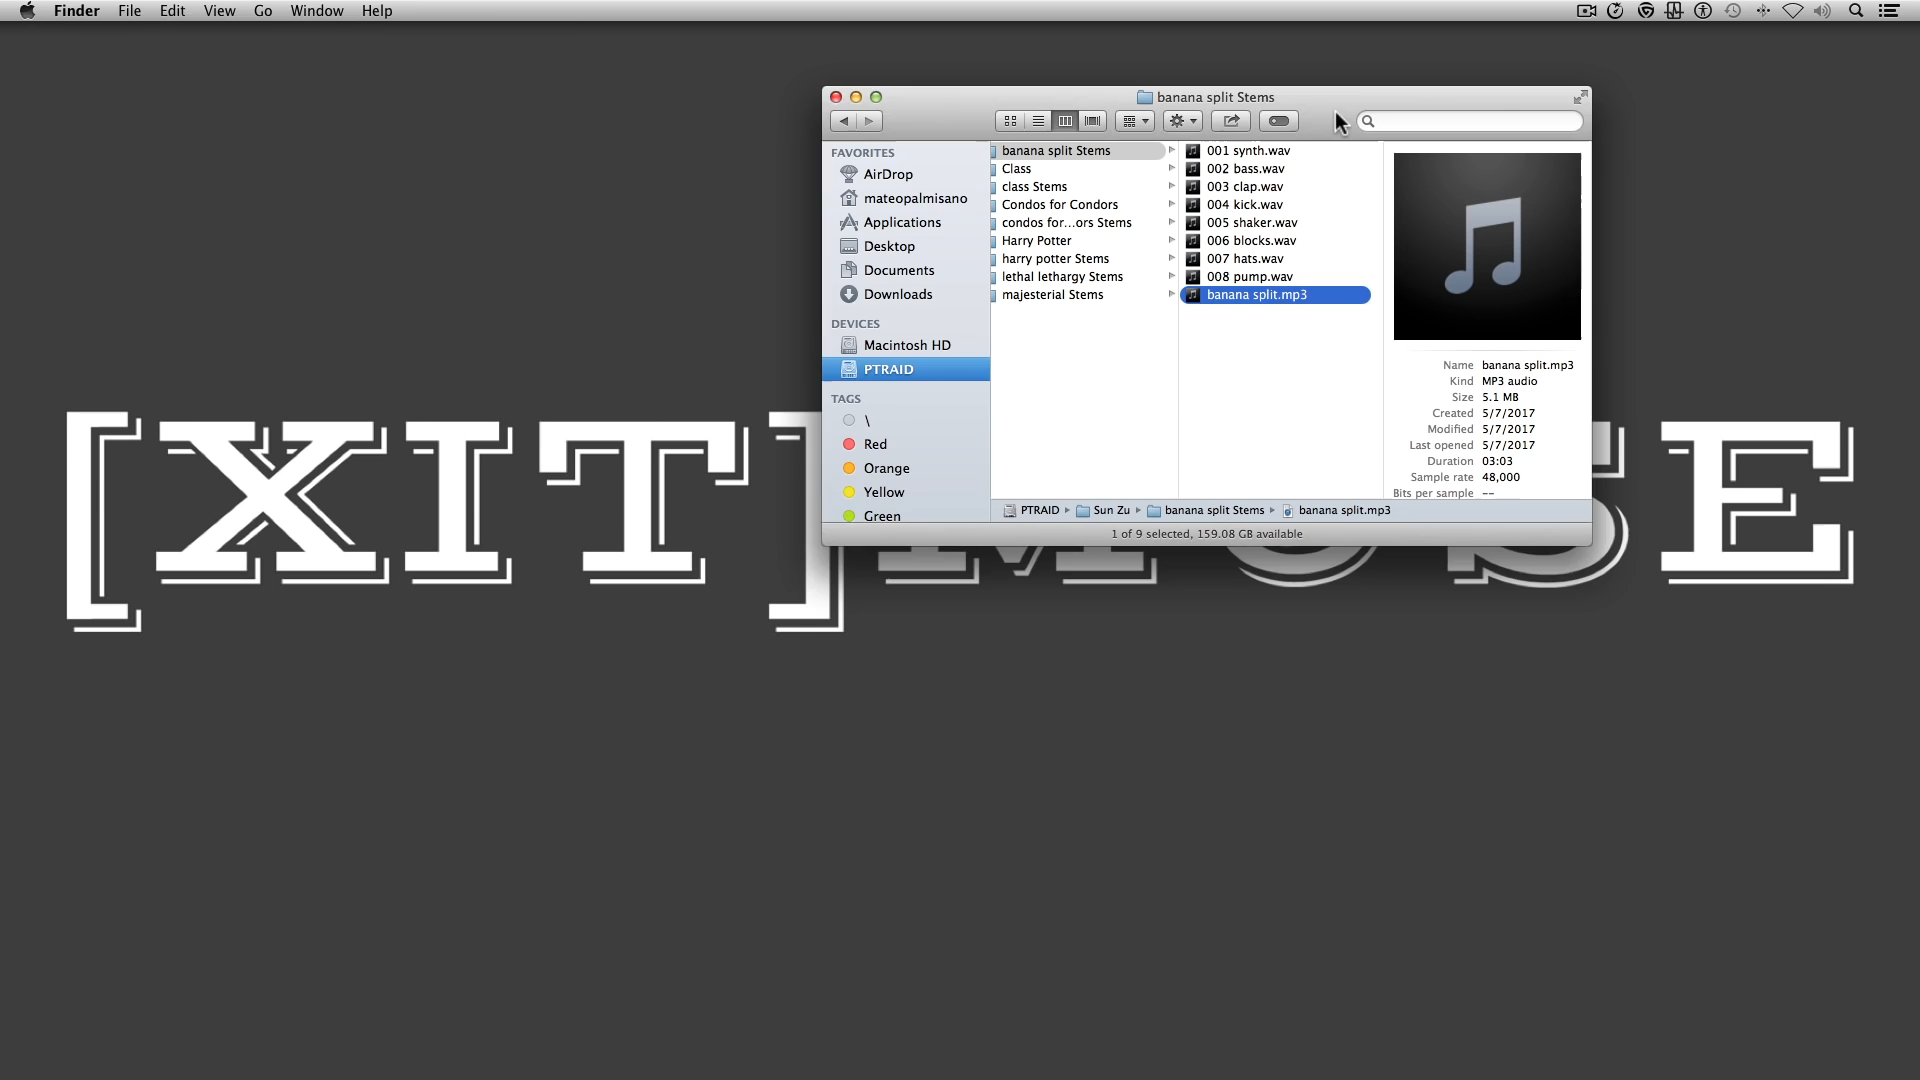 Finder File Edit View Go Window Help
banana split Stems
FAVORITES
AirDrop
mateopalmisano
Applications
Desktop
Documents
Downloads
DEVICES
Macintosh HD
PTRAID
TAGS
\
Red
Orange
Yellow
Green
banana split Stems
Class
class Stems
Condos for Condors
condos for...ors Stems
Harry Potter
harry potter Stems
lethal lethargy Stems
majesterial Stems
001 synth.wav
002 bass.wav
003 clap.wav
004 kick.wav
005 shaker.wav
006 blocks.wav
007 hats.wav
008 pump.wav
banana split.mp3
Name banana split.mp3
Kind MP3 audio
Size 5.1 MB
Created 5/7/2017
Modified 5/7/2017
Last opened 5/7/2017
Duration 03:03
Sample rate 48,000
Bits per sample --
PTRAID ▸ Sun Zu ▸ banana split Stems ▸ banana split.mp3
1 of 9 selected, 159.08 GB available
[XIT]MUSE